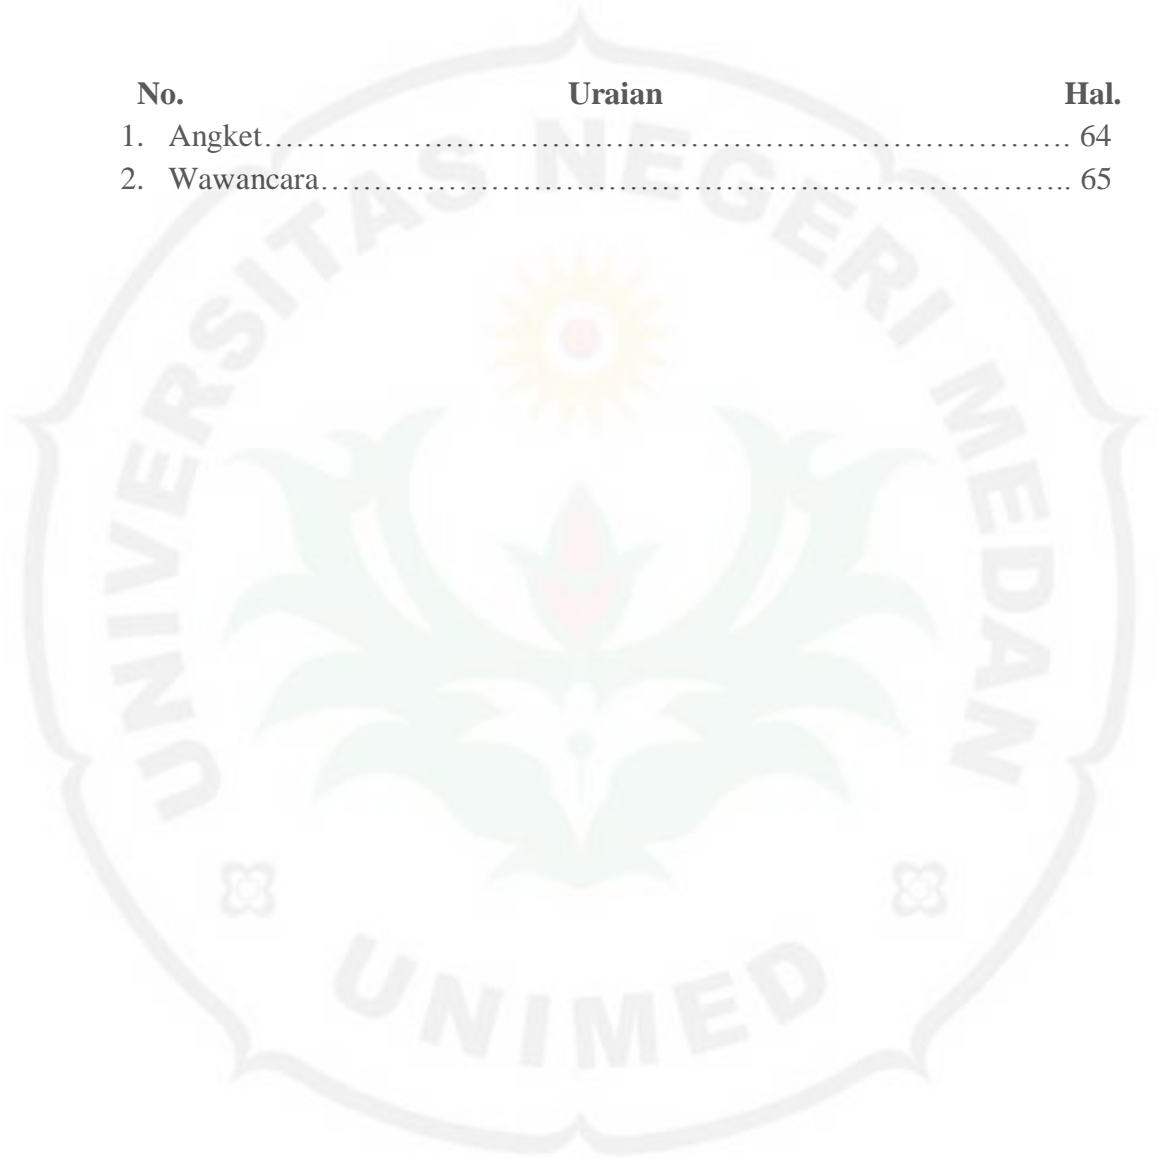 No. Uraian Hal.
1. Angket........................................................................ 64
2. Wawancara.................................................................... 65
UNIVERSITAS NEGERI MEDAN
UNIMED